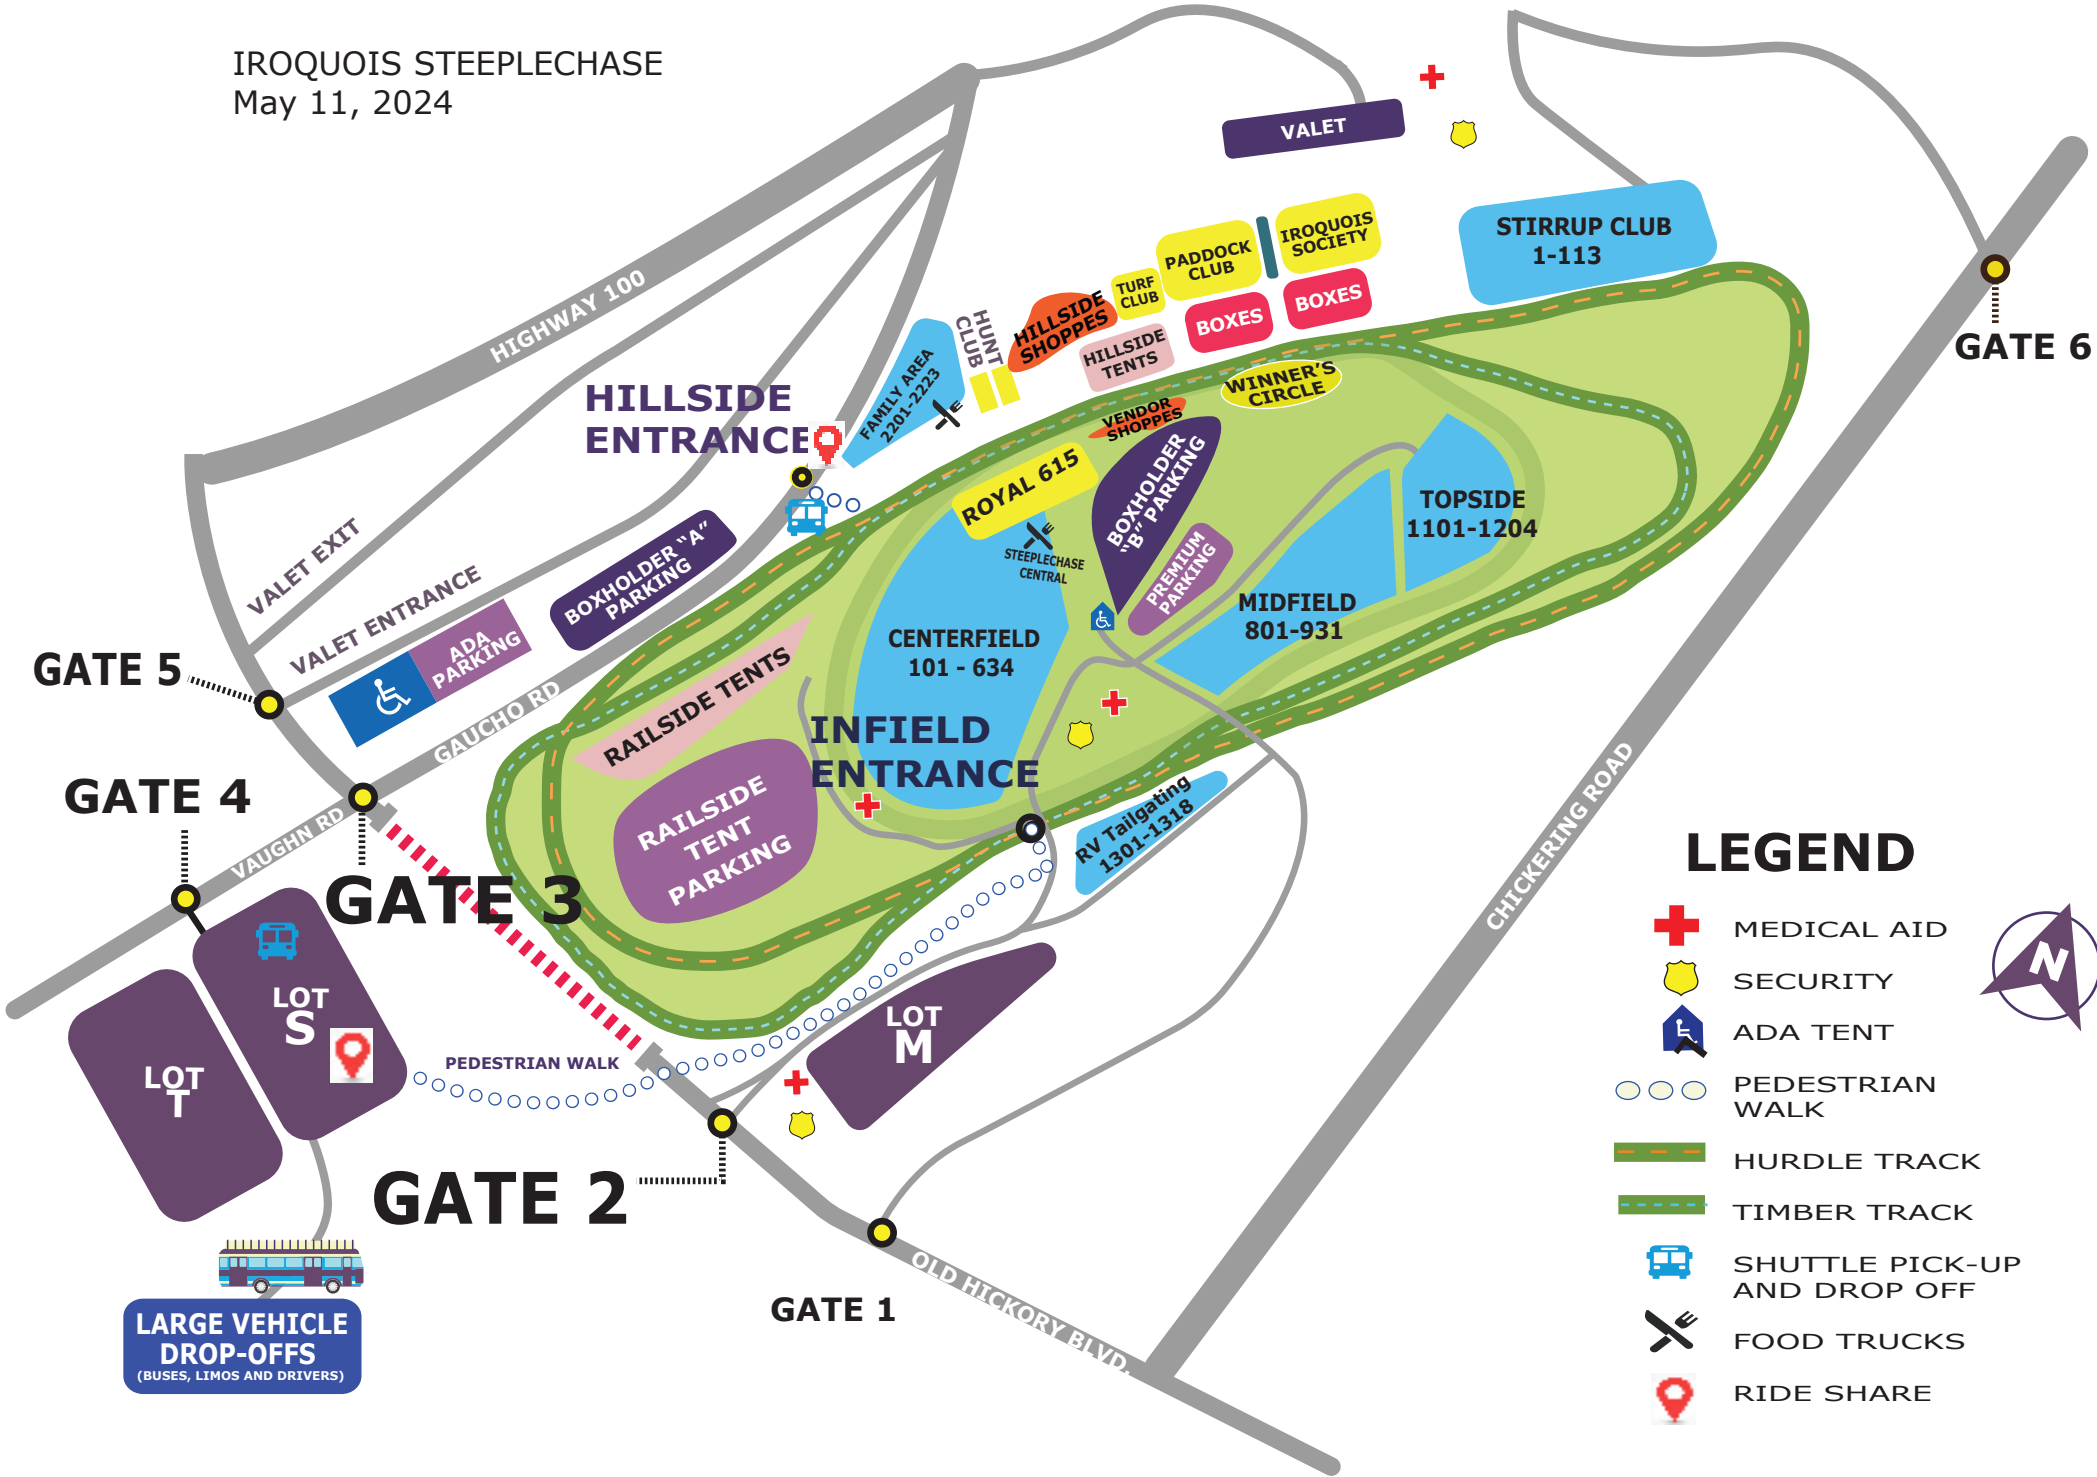 IROQUOIS STEEPLECHASE
May 11, 2024
VALET
STIRRUP CLUB
1-113
IROQUOIS
SOCIETY
PADDOCK
CLUB
TURF
CLUB
BOXES
BOXES
HILLSIDE
SHOPPES
HILLSIDE
TENTS
HUNT
CLUB
FAMILY AREA
2201-2223
HIGHWAY 100
GATE 6
HILLSIDE
ENTRANCE
WINNER'S
CIRCLE
VENDOR
SHOPPES
ROYAL 615
BOXHOLDER
"B" PARKING
STEEPLECHASE
CENTRAL
PREMIUM
PARKING
TOPSIDE
1101-1204
MIDFIELD
801-931
CENTERFIELD
101 - 634
VALET EXIT
VALET ENTRANCE
BOXHOLDER "A"
PARKING
ADA
PARKING
GATE 5
GAUCHO RD
RAILSIDE TENTS
INFIELD
ENTRANCE
RAILSIDE
TENT
PARKING
GATE 4
VAUGHN RD
GATE 3
RV Tailgating
1301-1318
CHICKERING ROAD
LOT
S
LOT
T
PEDESTRIAN WALK
LOT
M
GATE 2
GATE 1
OLD HICKORY BLVD.
LARGE VEHICLE
DROP-OFFS
(BUSES, LIMOS AND DRIVERS)
LEGEND
MEDICAL AID
SECURITY
ADA TENT
PEDESTRIAN
WALK
HURDLE TRACK
TIMBER TRACK
SHUTTLE PICK-UP
AND DROP OFF
FOOD TRUCKS
RIDE SHARE
N